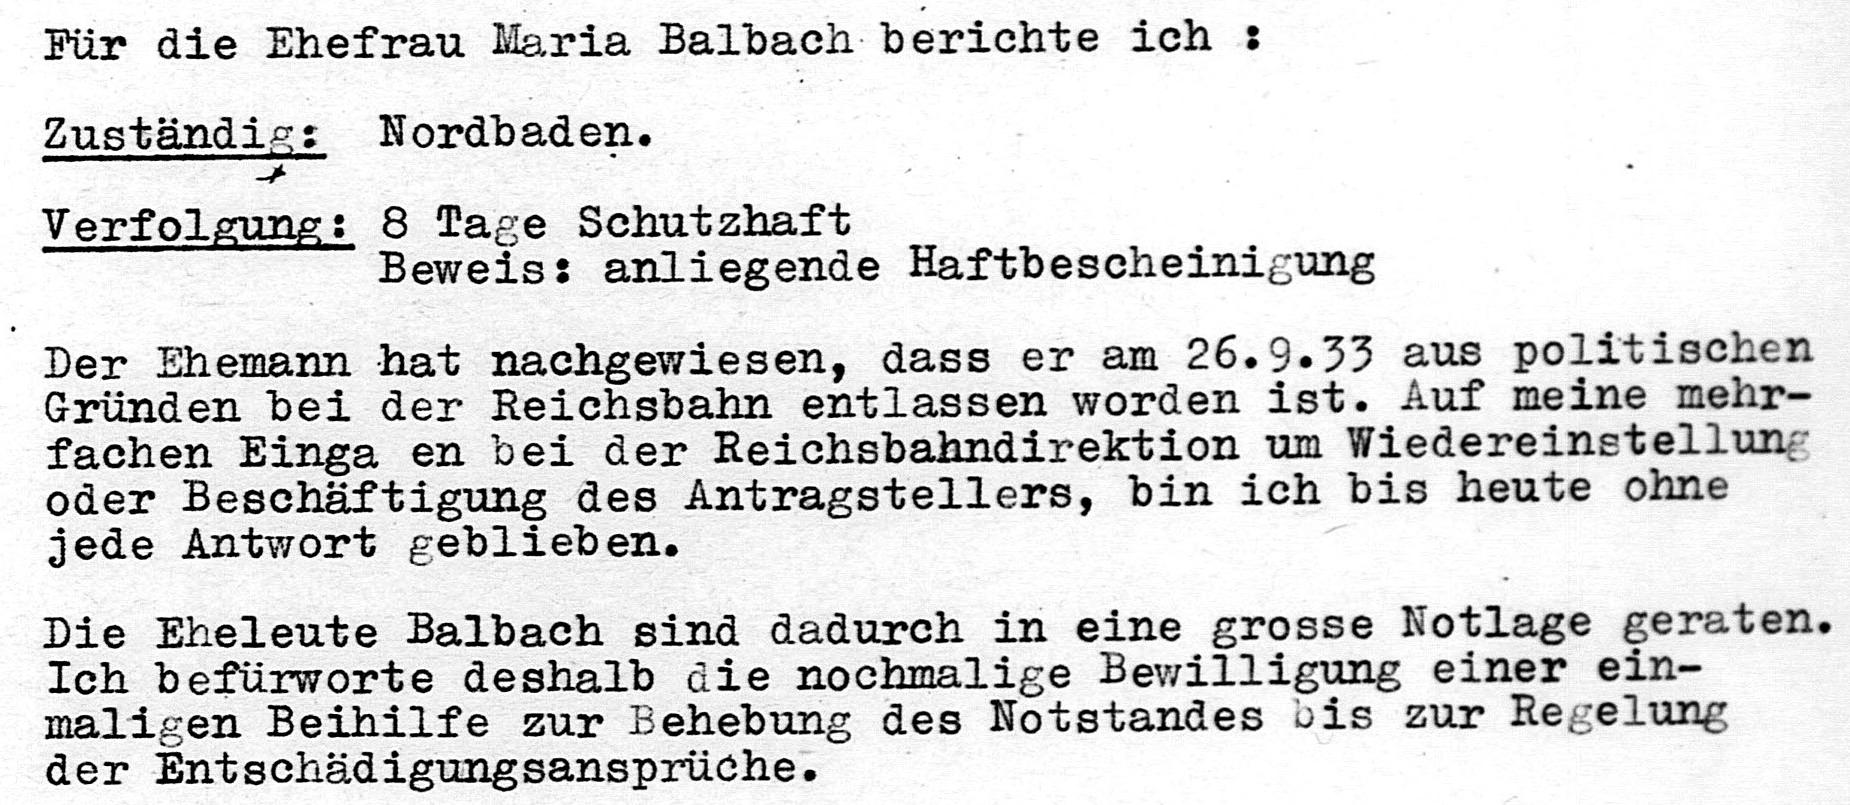 Für die Ehefrau Maria Balbach berichte ich :
Zuständig: Nordbaden.
Verfolgung: 8 Tage Schutzhaft
Beweis: anliegende Haftbescheinigung
Der Ehemann hat nachgewiesen, dass er am 26.9.33 aus politischen
Gründen bei der Reichsbahn entlassen worden ist. Auf meine mehr-
fachen Einga en bei der Reichsbahndirektion um Wiedereinstellung
oder Beschäftigung des Antragstellers, bin ich bis heute ohne
jede Antwort geblieben.
Die Eheleute Balbach sind dadurch in eine grosse Notlage geraten.
Ich befürworte deshalb die nochmalige Bewilligung einer ein-
maligen Beihilfe zur Behebung des Notstandes bis zur Regelung
der Entschädigungsansprüche.